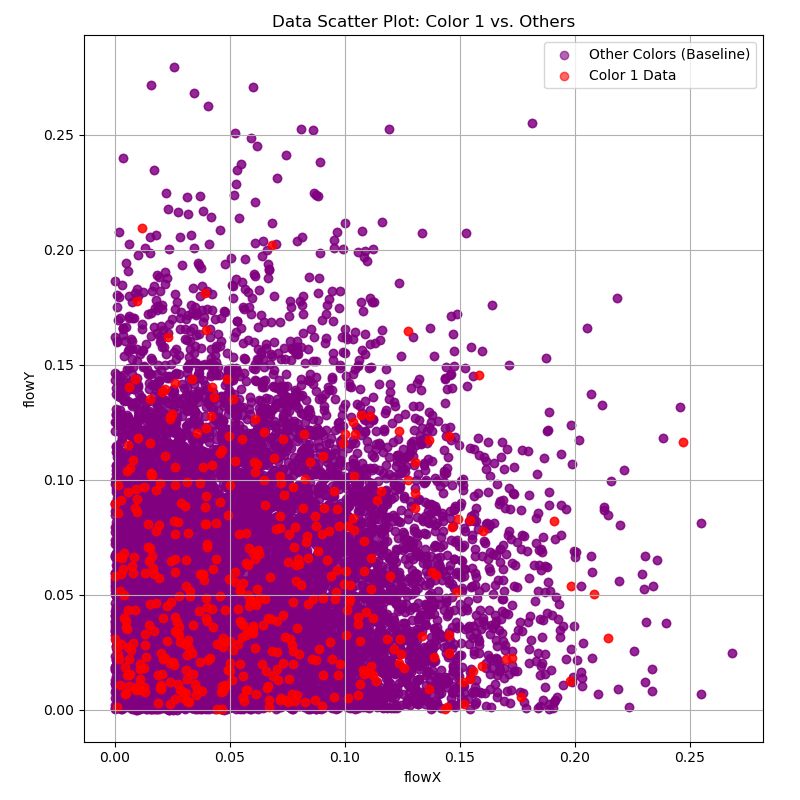 Data Scatter Plot: Color 1 vs. Others
Other Colors (Baseline)
Color 1 Data
flowY
0.25
0.20
0.15
0.10
0.05
0.00
0.00 0.05 0.10 0.15 0.20 0.25
flowX